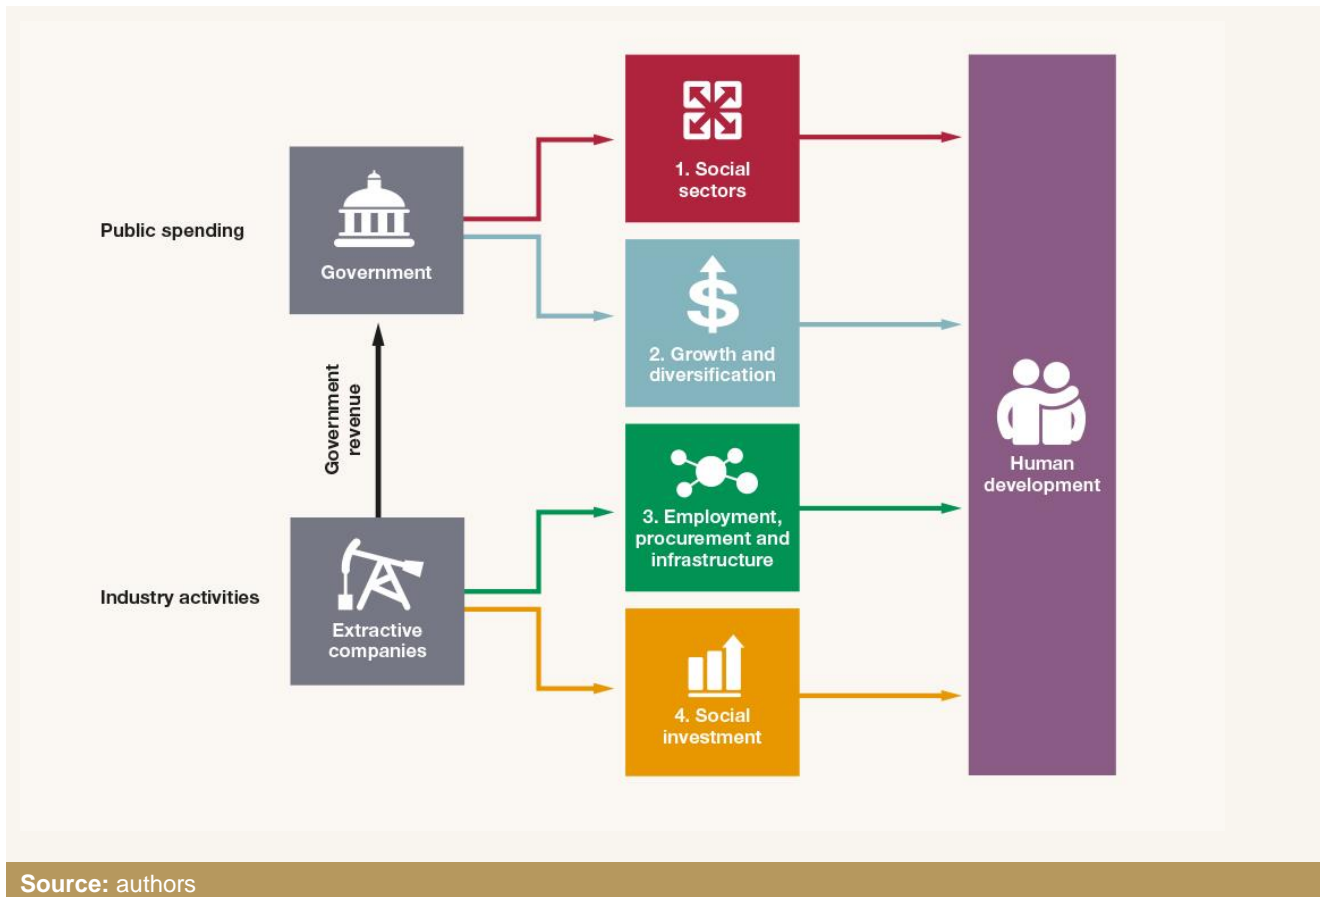 1. Social
sectors
Public spending
Government
2. Growth and
diversification
Government
revenue
Human
development
3. Employment,
procurement and
infrastructure
Industry activities
Extractive
companies
4. Social
investment
Source: authors